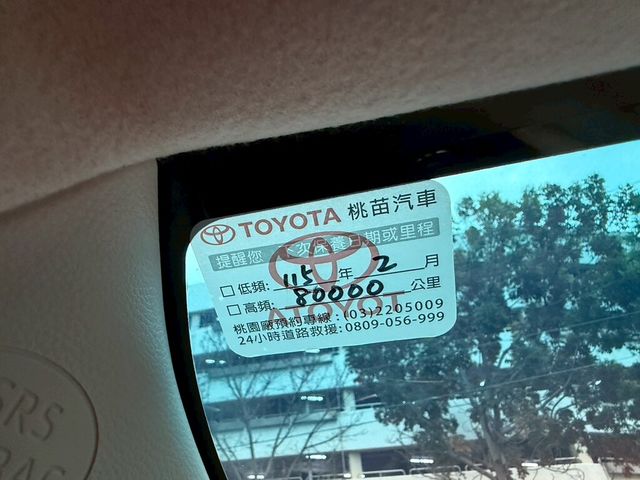 TOYOTA 桃苗汽車
提醒您 下次保養日期或里程
□低頻: 115 年 2 月
□高頻: 80000 公里
TOYOTA
桃園廠預約專線:(03)2205009
24小時道路救援:0809-056-999
SRS